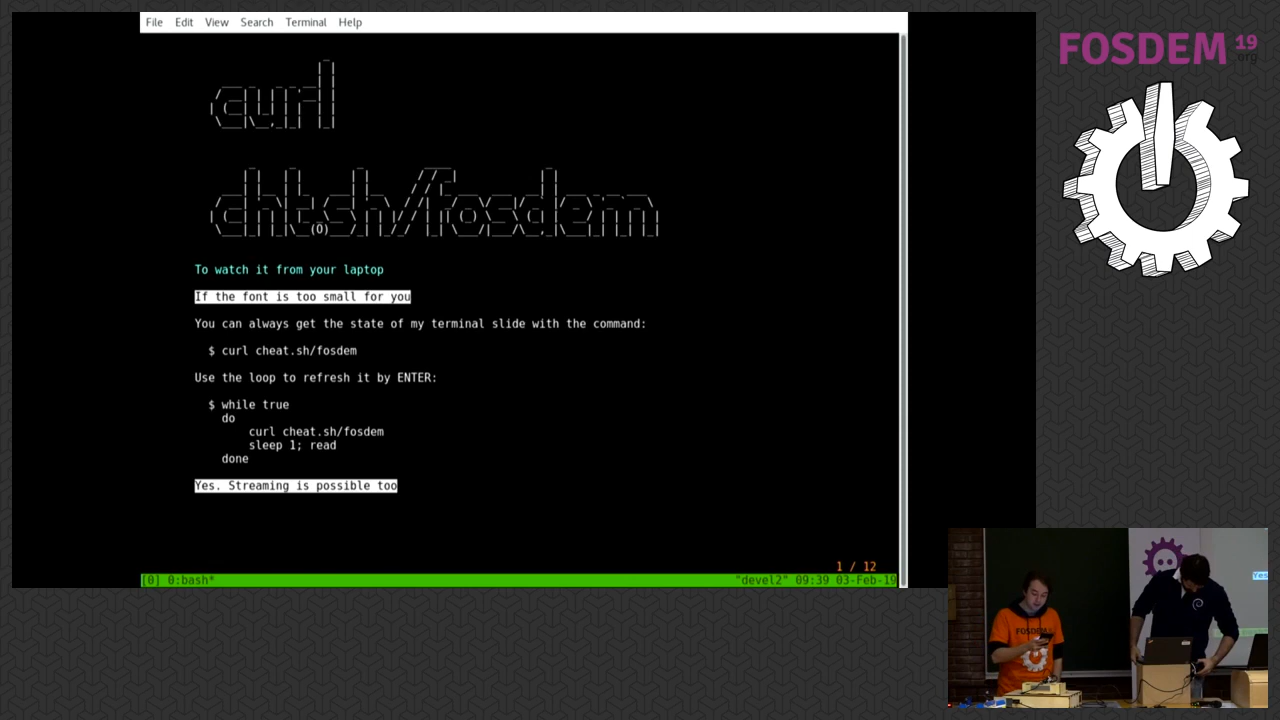 File Edit View Search Terminal Help
curl
cht.sh/fosdem
To watch it from your laptop
If the font is too small for you
You can always get the state of my terminal slide with the command:
$ curl cheat.sh/fosdem
Use the loop to refresh it by ENTER:
$ while true
do
curl cheat.sh/fosdem
sleep 1; read
done
Yes. Streaming is possible too
1 / 12
[0] 0:bash*
"devel2" 09:39 03-Feb-19
FOSDEM 19
.org
FOSDEM
Yes